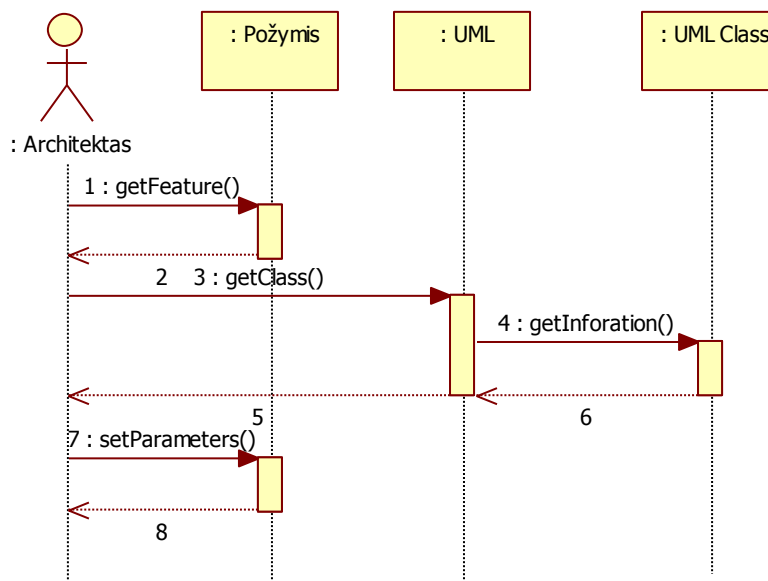 : Požymis
: UML
: UML Class
: Architektas
1 : getFeature()
2
3 : getClass()
4 : getInforation()
5
6
7 : setParameters()
8